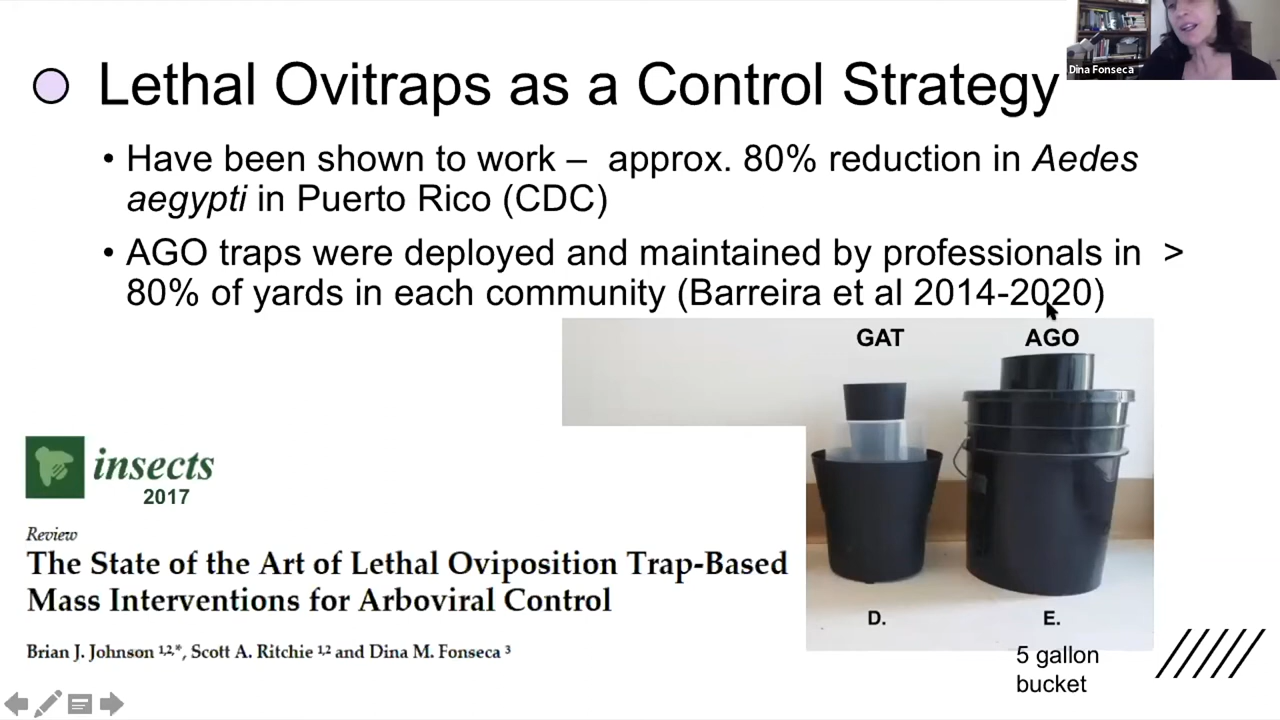 Dina Fonseca
Lethal Ovitraps as a Control Strategy
• Have been shown to work – approx. 80% reduction in Aedes
aegypti in Puerto Rico (CDC)
• AGO traps were deployed and maintained by professionals in >
80% of yards in each community (Barreira et al 2014-2020)
GAT AGO
insects
2017
Review
The State of the Art of Lethal Oviposition Trap-Based
Mass Interventions for Arboviral Control
Brian J. Johnson 1,2,*, Scott A. Ritchie 1,2 and Dina M. Fonseca 3
D. E.
5 gallon
bucket